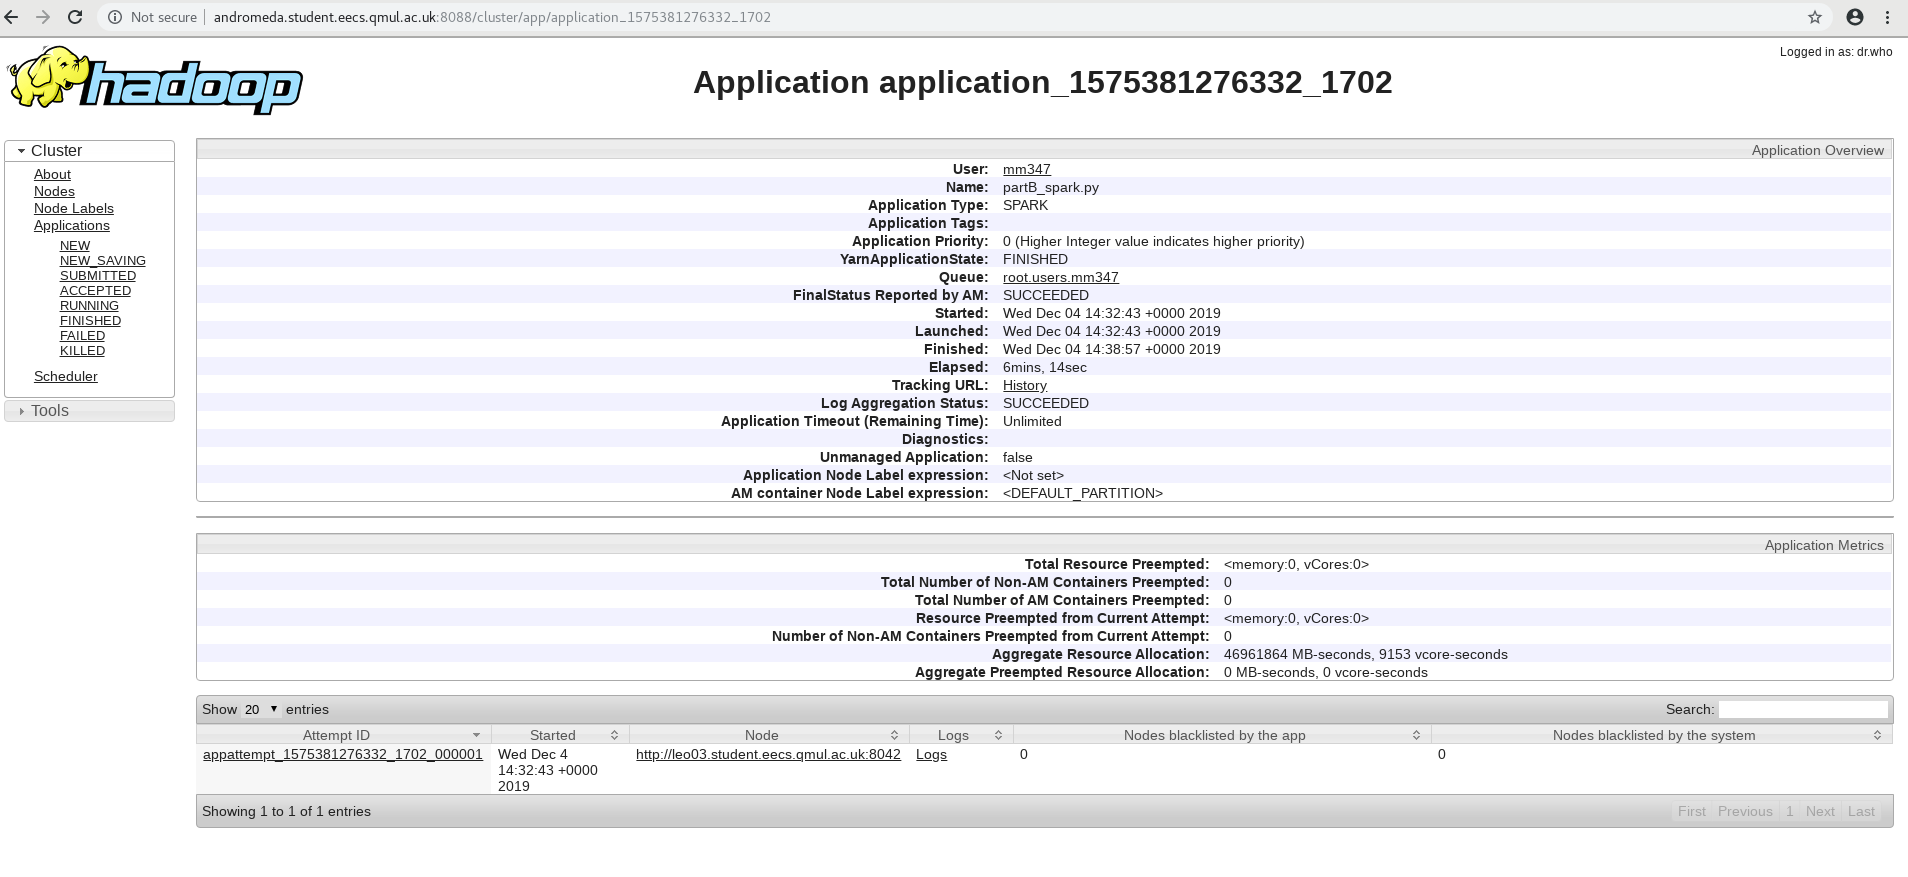 Not secure | andromeda.student.eecs.qmul.ac.uk:8088/cluster/app/application_1575381276332_1702
Logged in as: dr.who
hadoop
Application application_1575381276332_1702
Cluster
About
Nodes
Node Labels
Applications
NEW
NEW_SAVING
SUBMITTED
ACCEPTED
RUNNING
FINISHED
FAILED
KILLED
Scheduler
Tools
Application Overview
User: mm347
Name: partB_spark.py
Application Type: SPARK
Application Tags:
Application Priority: 0 (Higher Integer value indicates higher priority)
YarnApplicationState: FINISHED
Queue: root.users.mm347
FinalStatus Reported by AM: SUCCEEDED
Started: Wed Dec 04 14:32:43 +0000 2019
Launched: Wed Dec 04 14:32:43 +0000 2019
Finished: Wed Dec 04 14:38:57 +0000 2019
Elapsed: 6mins, 14sec
Tracking URL: History
Log Aggregation Status: SUCCEEDED
Application Timeout (Remaining Time): Unlimited
Diagnostics:
Unmanaged Application: false
Application Node Label expression: <Not set>
AM container Node Label expression: <DEFAULT_PARTITION>
Application Metrics
Total Resource Preempted: <memory:0, vCores:0>
Total Number of Non-AM Containers Preempted: 0
Total Number of AM Containers Preempted: 0
Resource Preempted from Current Attempt: <memory:0, vCores:0>
Number of Non-AM Containers Preempted from Current Attempt: 0
Aggregate Resource Allocation: 46961864 MB-seconds, 9153 vcore-seconds
Aggregate Preempted Resource Allocation: 0 MB-seconds, 0 vcore-seconds
Show 20 entries Search:
Attempt ID Started Node Logs Nodes blacklisted by the app Nodes blacklisted by the system
appattempt_1575381276332_1702_000001 Wed Dec 4 http://leo03.student.eecs.qmul.ac.uk:8042 Logs 0 0
14:32:43 +0000
2019
Showing 1 to 1 of 1 entries First Previous 1 Next Last